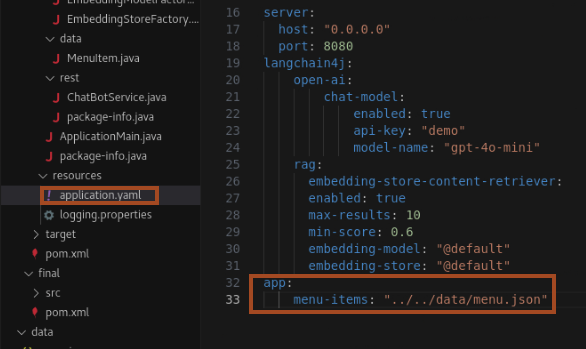 EmbeddingModelFactor...
EmbeddingStoreFactory....
data
MenuItem.java
rest
ChatBotService.java
package-info.java
ApplicationMain.java
package-info.java
resources
application.yaml
logging.properties
target
pom.xml
final
src
pom.xml
data
16 server:
17 host: "0.0.0.0"
18 port: 8080
19 langchain4j:
20 open-ai:
21 chat-model:
22 enabled: true
23 api-key: "demo"
24 model-name: "gpt-4o-mini"
25 rag:
26 embedding-store-content-retriever:
27 enabled: true
28 max-results: 10
29 min-score: 0.6
30 embedding-model: "@default"
31 embedding-store: "@default"
32 app:
33 menu-items: "../../data/menu.json"